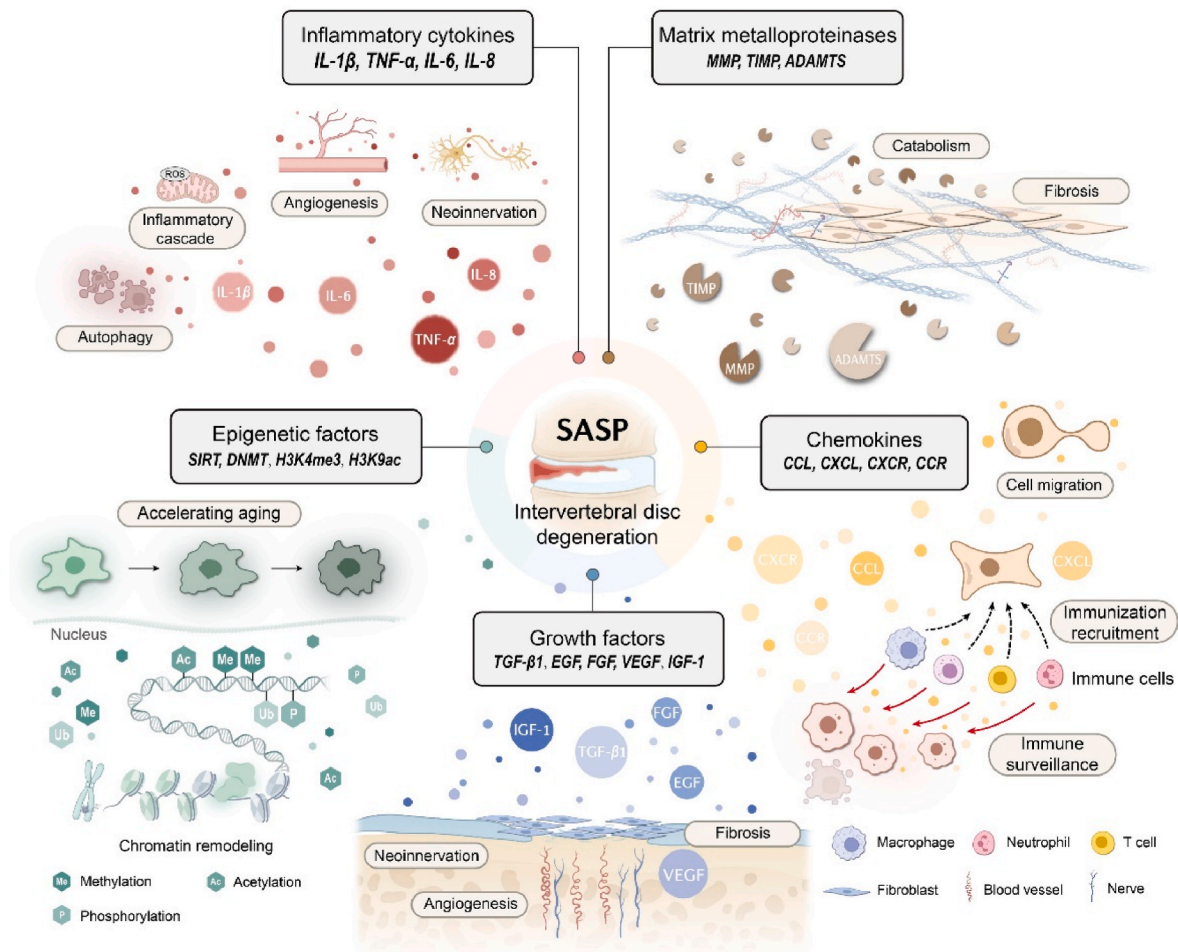 Inflammatory cytokines
IL-1β, TNF-α, IL-6, IL-8
Matrix metalloproteinases
MMP, TIMP, ADAMTS
ROS
Inflammatory
cascade
Angiogenesis
Neoinnervation
Autophagy
IL-1β
IL-6
IL-8
TNF-α
Catabolism
Fibrosis
TIMP
MMP
ADAMTS
SASP
Intervertebral disc
degeneration
Epigenetic factors
SIRT, DNMT, H3K4me3, H3K9ac
Accelerating aging
Nucleus
Ac
Me
Ub
Ac
Me
Me
Ub
P
P
Ub
Ac
Chromatin remodeling
Me Methylation
Ac Acetylation
P Phosphorylation
Chemokines
CCL, CXCL, CXCR, CCR
Cell migration
CXCR
CCL
CXCL
CCR
Immunization
recruitment
Immune cells
Immune
surveillance
Macrophage
Neutrophil
T cell
Fibroblast
Blood vessel
Nerve
Growth factors
TGF-β1, EGF, FGF, VEGF, IGF-1
IGF-1
TGF-β1
FGF
EGF
Fibrosis
Neoinnervation
VEGF
Angiogenesis